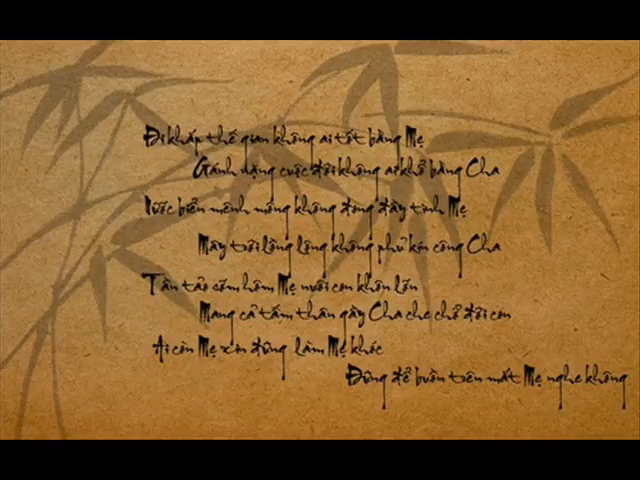 Đi khắp thế gian không ai tốt bằng Mẹ
Gánh nặng cuộc đời không ai khổ bằng Cha
Nước biển mênh mông không đong đầy tình Mẹ
Mây trời lồng lộng không phủ kín công Cha
Tần tảo sớm hôm Mẹ nuôi con khôn lớn
Mang cả tấm thân gầy Cha che chở đời con
Ai còn Mẹ xin đừng làm Mẹ khóc
Đừng để buồn trên mắt Mẹ nghe không